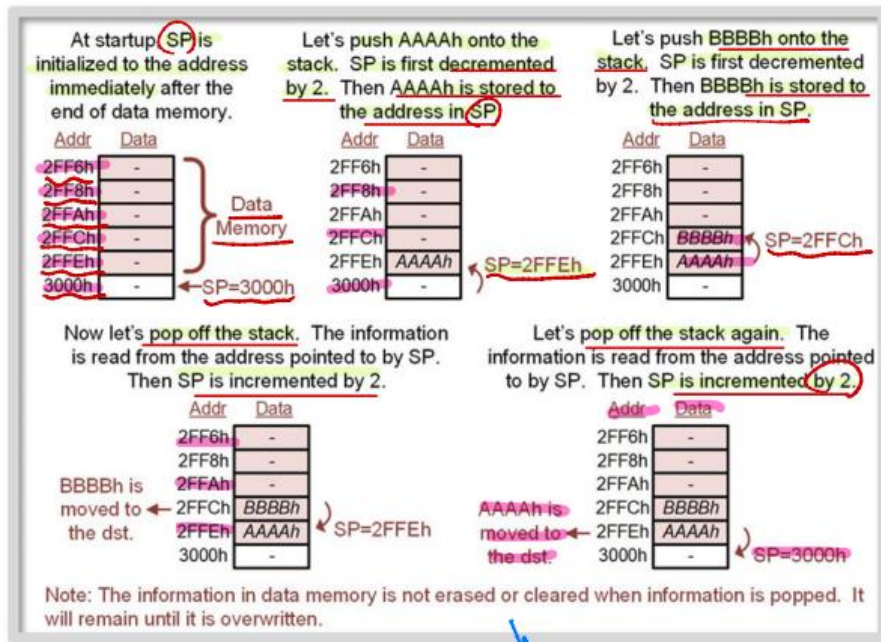 At startup, SP is
initialized to the address
immediately after the
end of data memory.
Addr Data
2FF6h -
2FF8h -
2FFAh -
2FFCh -
2FFEh -
3000h
Data
Memory
SP=3000h
Let's push AAAAh onto the
stack. SP is first decremented
by 2. Then AAAAh is stored to
the address in SP
Addr Data
2FF6h -
2FF8h -
2FFAh -
2FFCh -
2FFEh AAAAh
3000h
SP=2FFEh
Let's push BBBBh onto the
stack. SP is first decremented
by 2. Then BBBBh is stored to
the address in SP.
Addr Data
2FF6h -
2FF8h -
2FFAh -
2FFCh BBBBh
2FFEh AAAAh
3000h
SP=2FFCh
Now let's pop off the stack. The information
is read from the address pointed to by SP.
Then SP is incremented by 2.
Addr Data
2FF6h -
2FF8h -
2FFAh -
2FFCh BBBBh
2FFEh AAAAh
3000h -
BBBBh is
moved to
the dst.
SP=2FFEh
Let's pop off the stack again. The
information is read from the address pointed
to by SP. Then SP is incremented by 2.
Addr Data
2FF6h -
2FF8h -
2FFAh -
2FFCh BBBBh
2FFEh AAAAh
3000h -
AAAAh is
moved to
the dst.
SP=3000h
Note: The information in data memory is not erased or cleared when information is popped. It
will remain until it is overwritten.